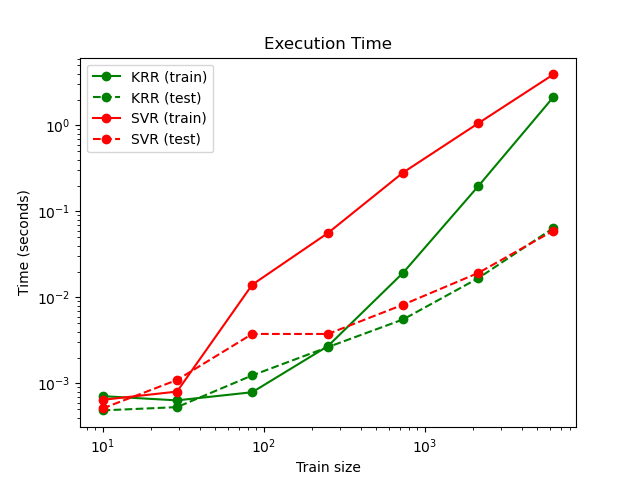 Execution Time
KRR (train)
KRR (test)
SVR (train)
SVR (test)
10⁰
10⁻¹
10⁻²
10⁻³
Time (seconds)
10¹
10²
10³
Train size